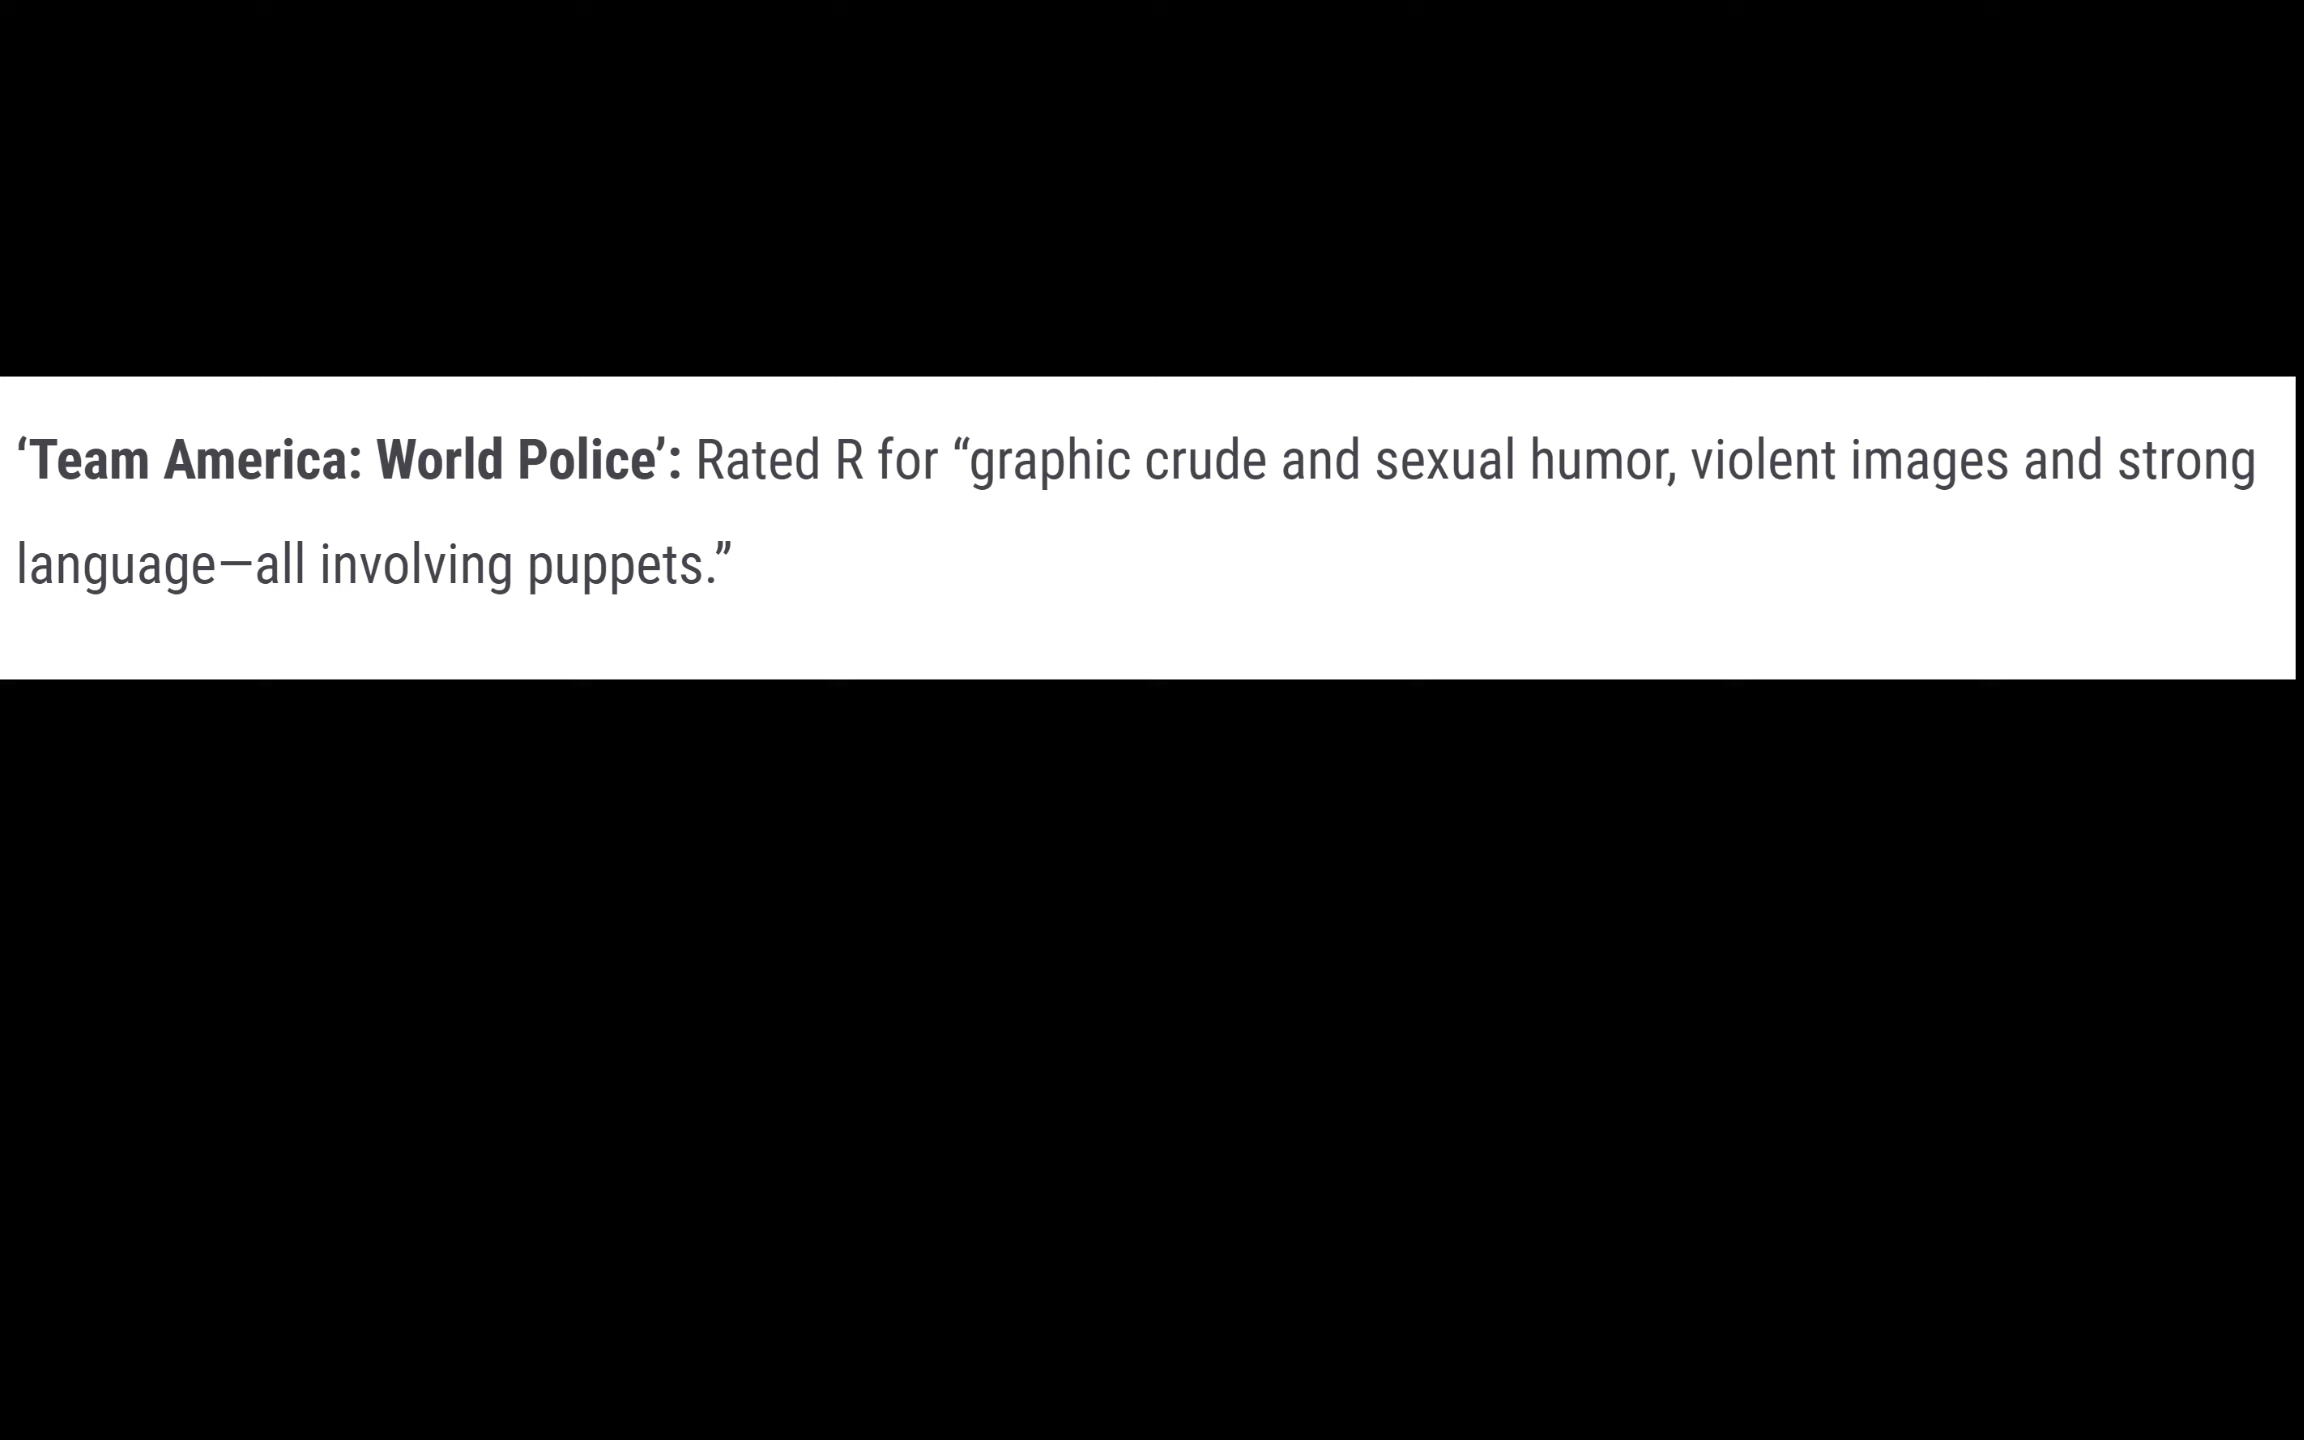 ‘Team America: World Police’: Rated R for “graphic crude and sexual humor, violent images and strong
language—all involving puppets.”